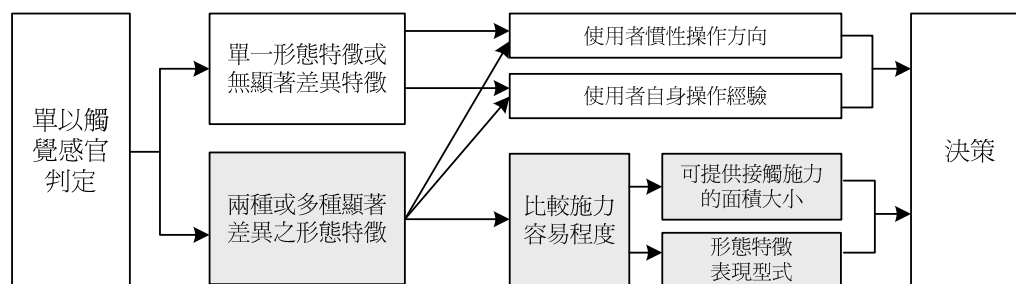 單以觸
覺感官
判定
單一形態特徵或
無顯著差異特徵
兩種或多種顯著
差異之形態特徵
使用者慣性操作方向
使用者自身操作經驗
比較施力
容易程度
可提供接觸施力
的面積大小
形態特徵
表現型式
決策